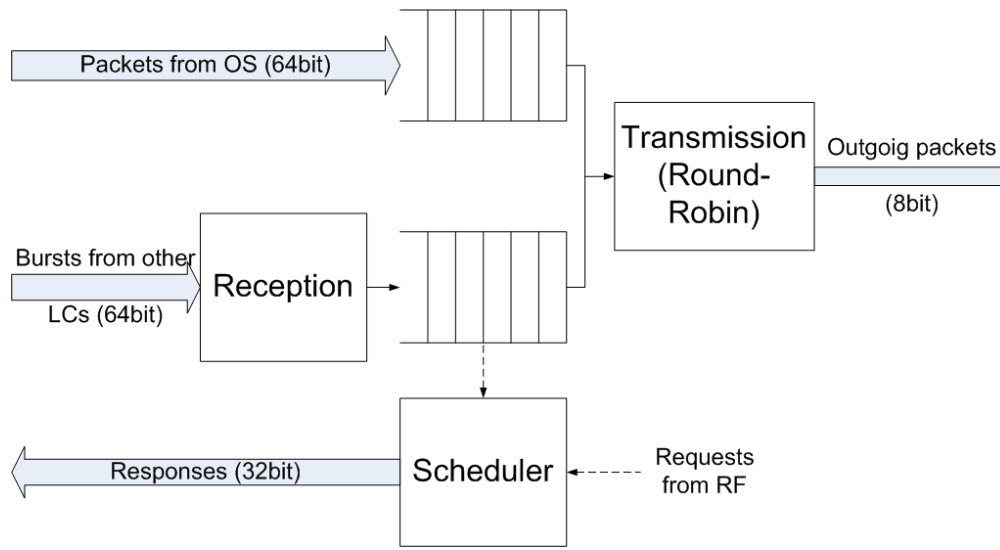 Packets from OS (64bit)
Transmission
(Round-
Robin)
Outgoig packets
(8bit)
Bursts from other
LCs (64bit)
Reception
Responses (32bit)
Scheduler
Requests
from RF